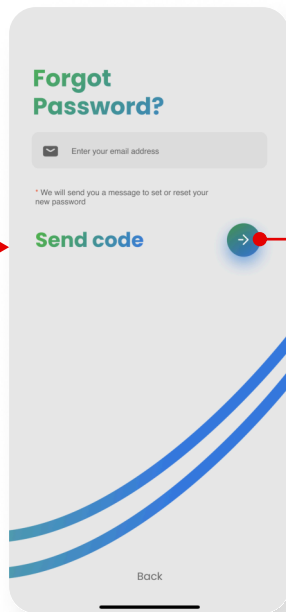 Forgot
Password?
Enter your email address
* We will send you a message to set or reset your
new password
Send code
Back